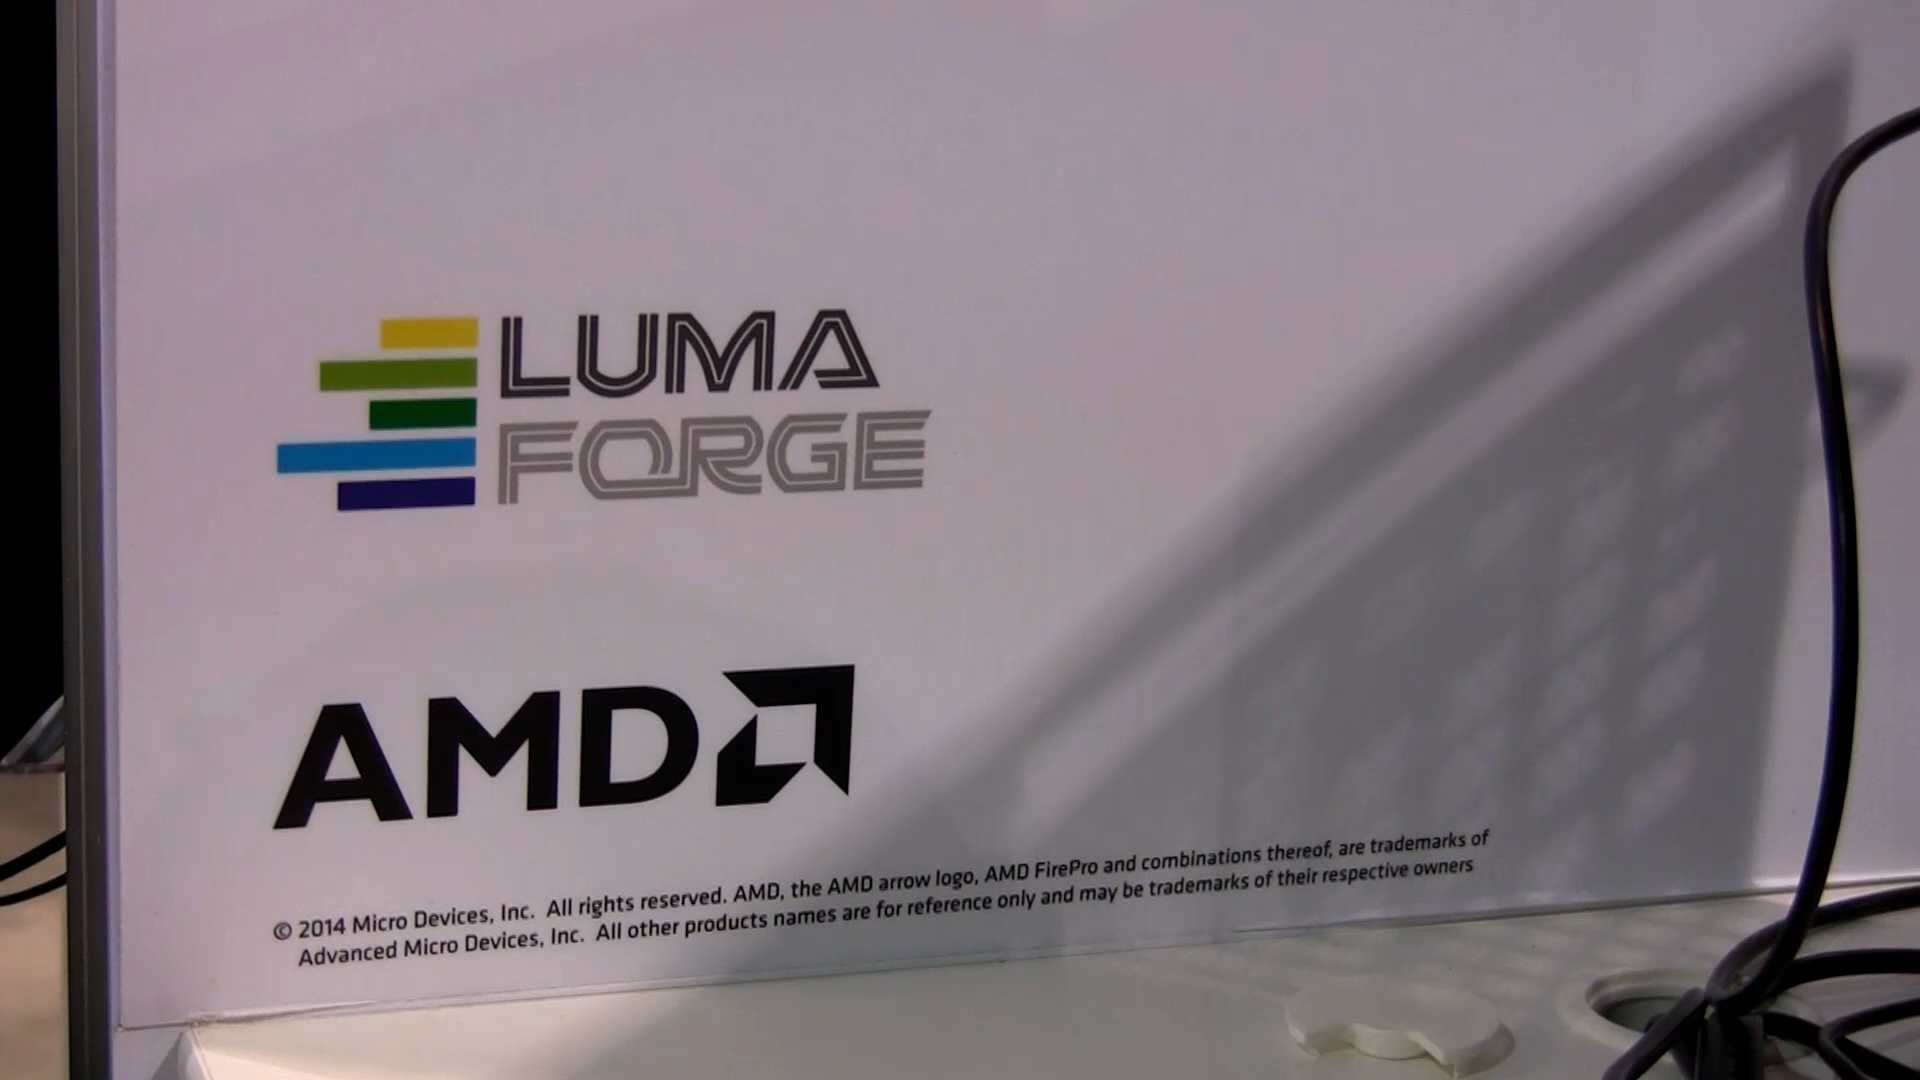 LUMA
FORGE
AMD
© 2014 Micro Devices, Inc. All rights reserved. AMD, the AMD arrow logo, AMD FirePro and combinations thereof, are trademarks of
Advanced Micro Devices, Inc. All other products names are for reference only and may be trademarks of their respective owners